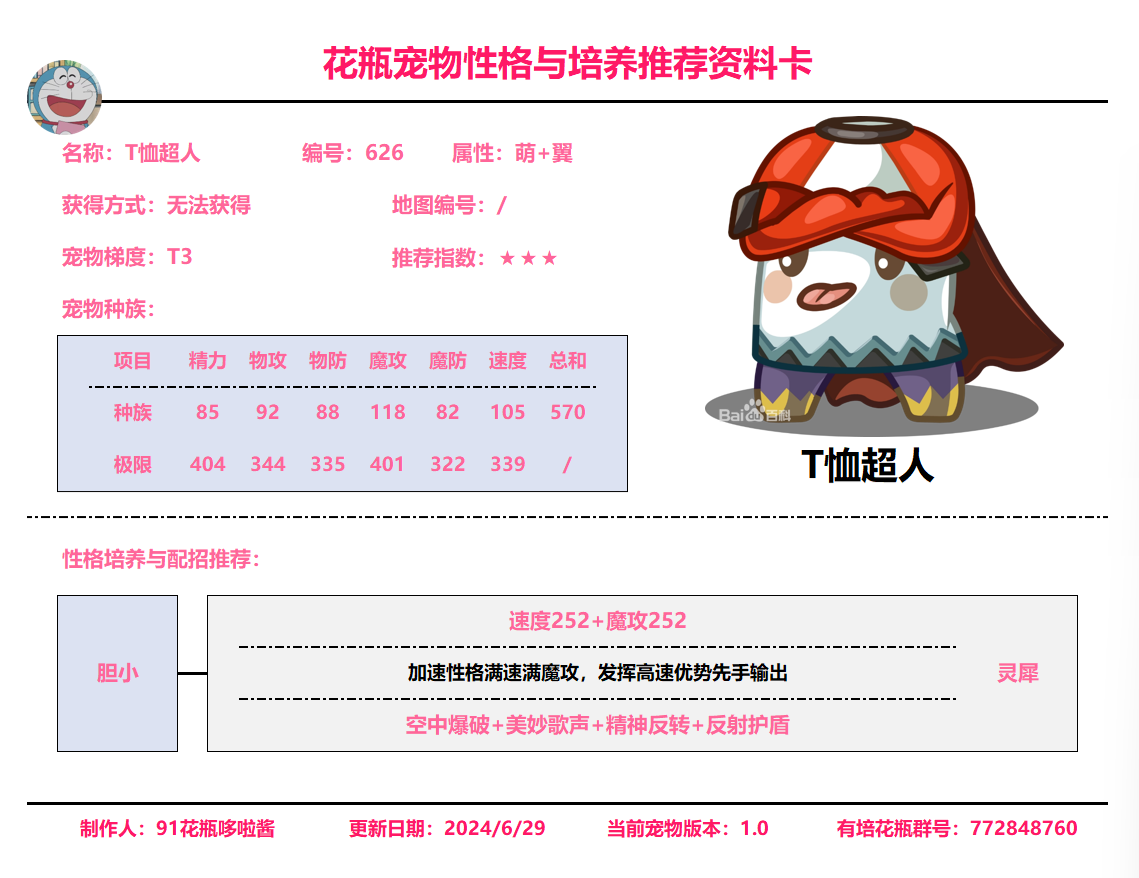 花瓶宠物性格与培养推荐资料卡
名称：T恤超人 编号：626 属性：萌+翼
获得方式：无法获得 地图编号：/
宠物梯度：T3 推荐指数：★★★
宠物种族：
项目 精力 物攻 物防 魔攻 魔防 速度 总和
种族 85 92 88 118 82 105 570
极限 404 344 335 401 322 339 /
Baidu百科
T恤超人
性格培养与配招推荐：
速度252+魔攻252
胆小 加速性格满速满魔攻，发挥高速优势先手输出 灵犀
空中爆破+美妙歌声+精神反转+反射护盾
制作人：91花瓶哆啦酱 更新日期：2024/6/29 当前宠物版本：1.0 有培花瓶群号：772848760